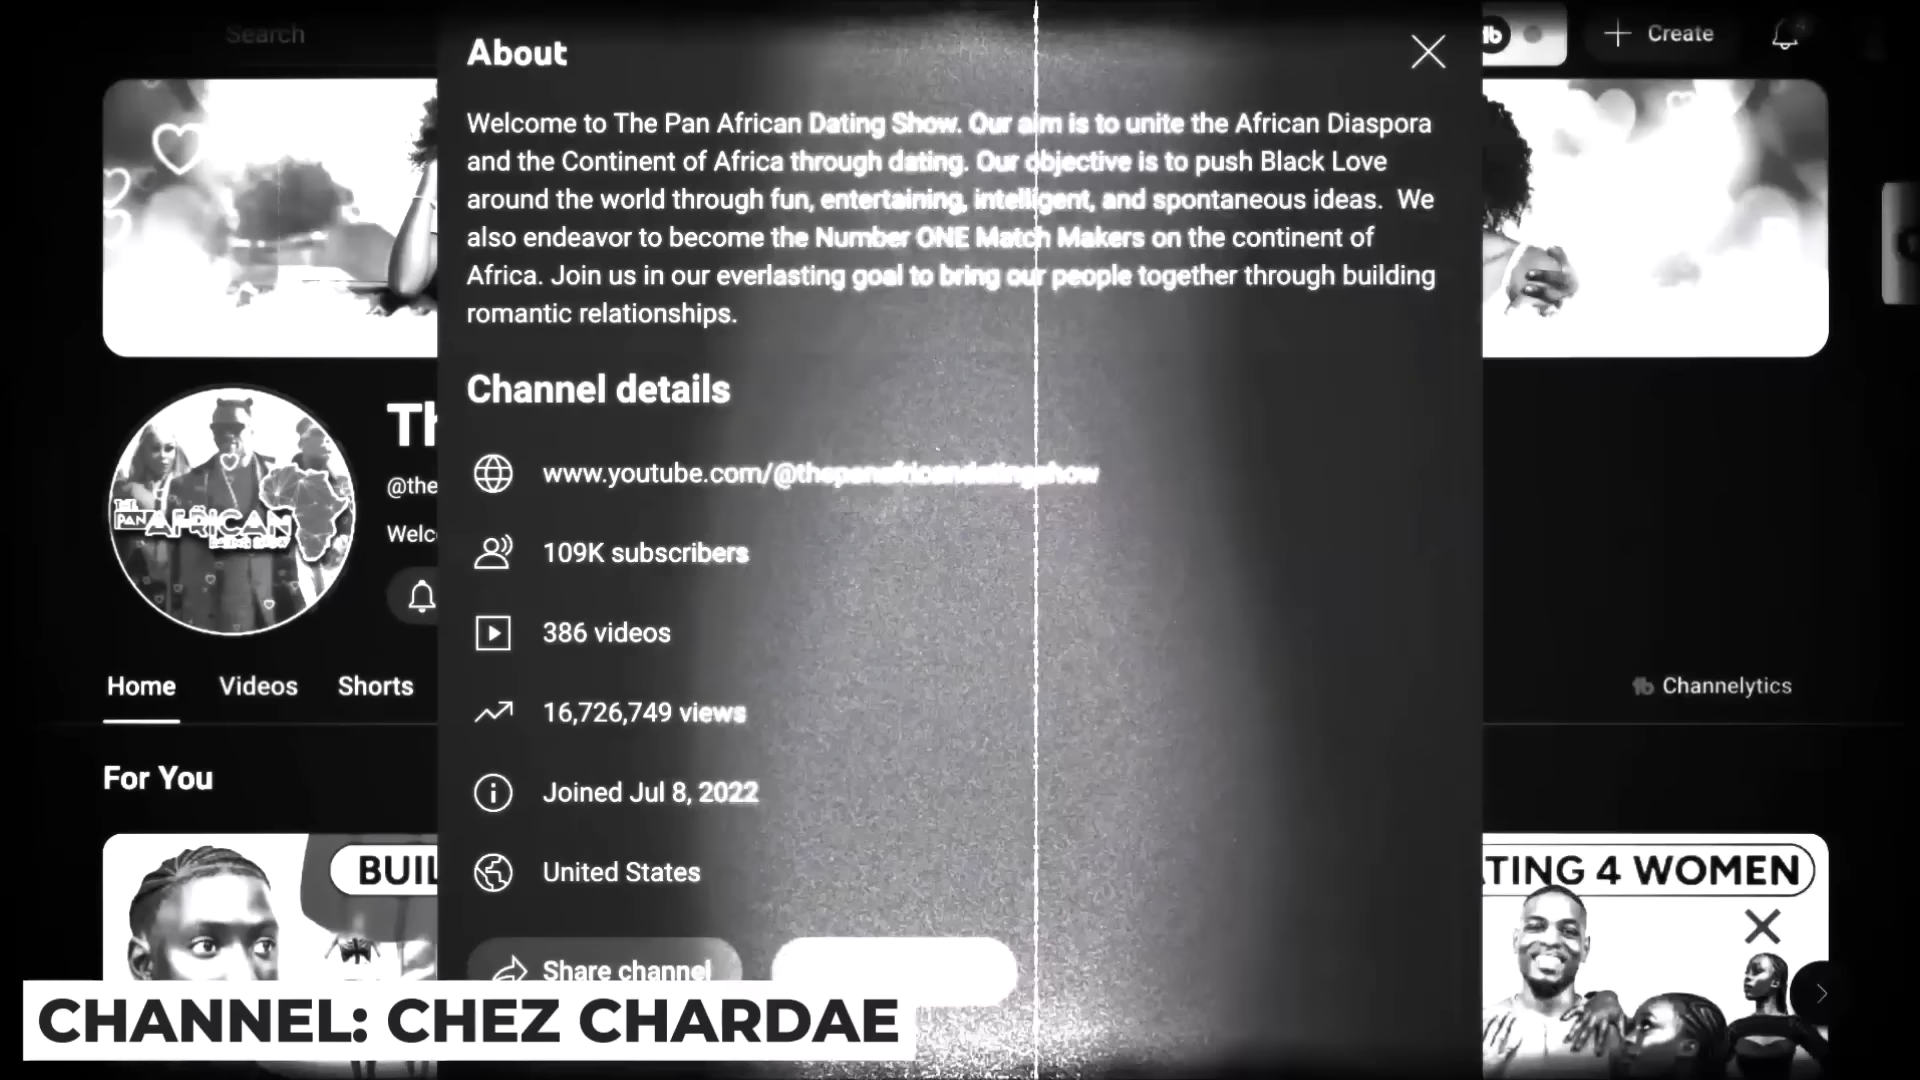 Search
Create
About
Welcome to The Pan African Dating Show. Our aim is to unite the African Diaspora
and the Continent of Africa through dating. Our objective is to push Black Love
around the world through fun, entertaining, intelligent, and spontaneous ideas.  We
also endeavor to become the Number ONE Match Makers on the continent of
Africa. Join us in our everlasting goal to bring our people together through building
romantic relationships.
Channel details
www.youtube.com/@thepanafricandatingshow
109K subscribers
386 videos
16,726,749 views
Joined Jul 8, 2022
United States
Share channel
Th
@the
Welc
THE
PAN AFRICAN
Home
Videos
Shorts
Channelytics
For You
BUIL
TING 4 WOMEN
CHANNEL: CHEZ CHARDAE